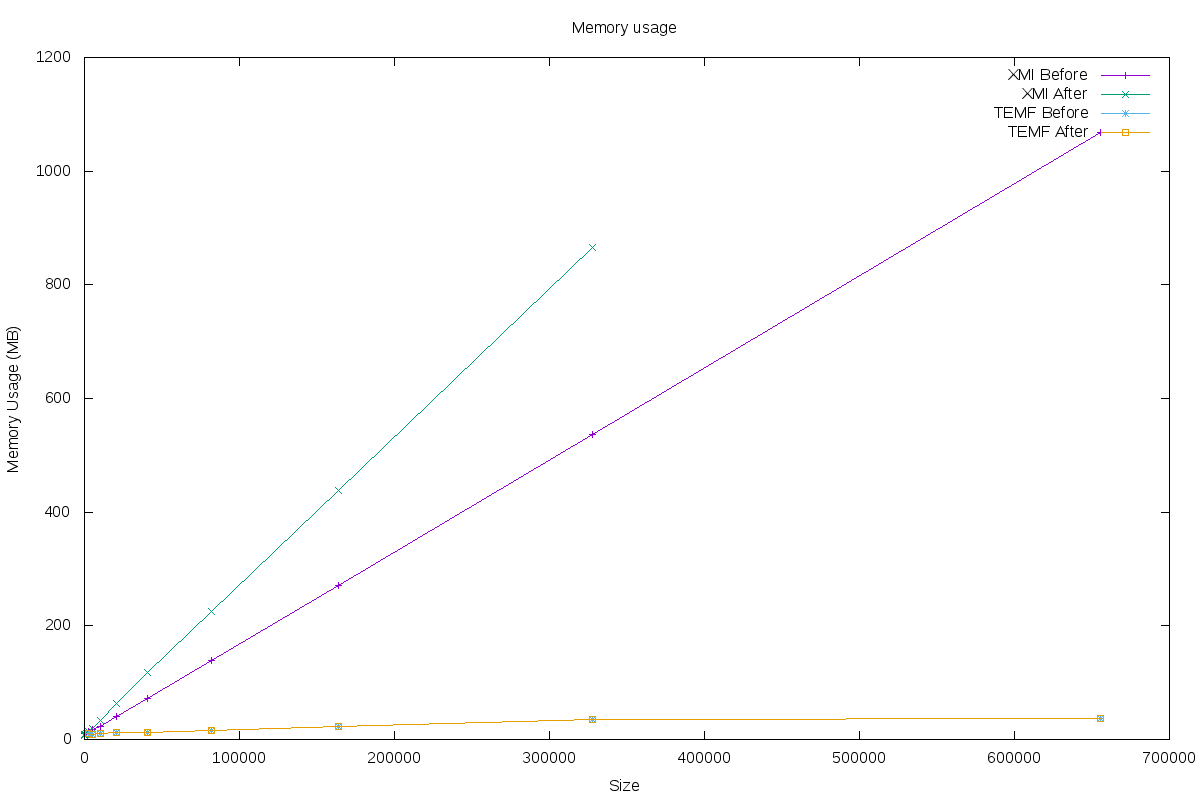 Memory usage
1200
1000
800
600
400
200
0
Memory Usage (MB)
XMI Before
XMI After
TEMF Before
TEMF After
0 100000 200000 300000 400000 500000 600000 700000
Size